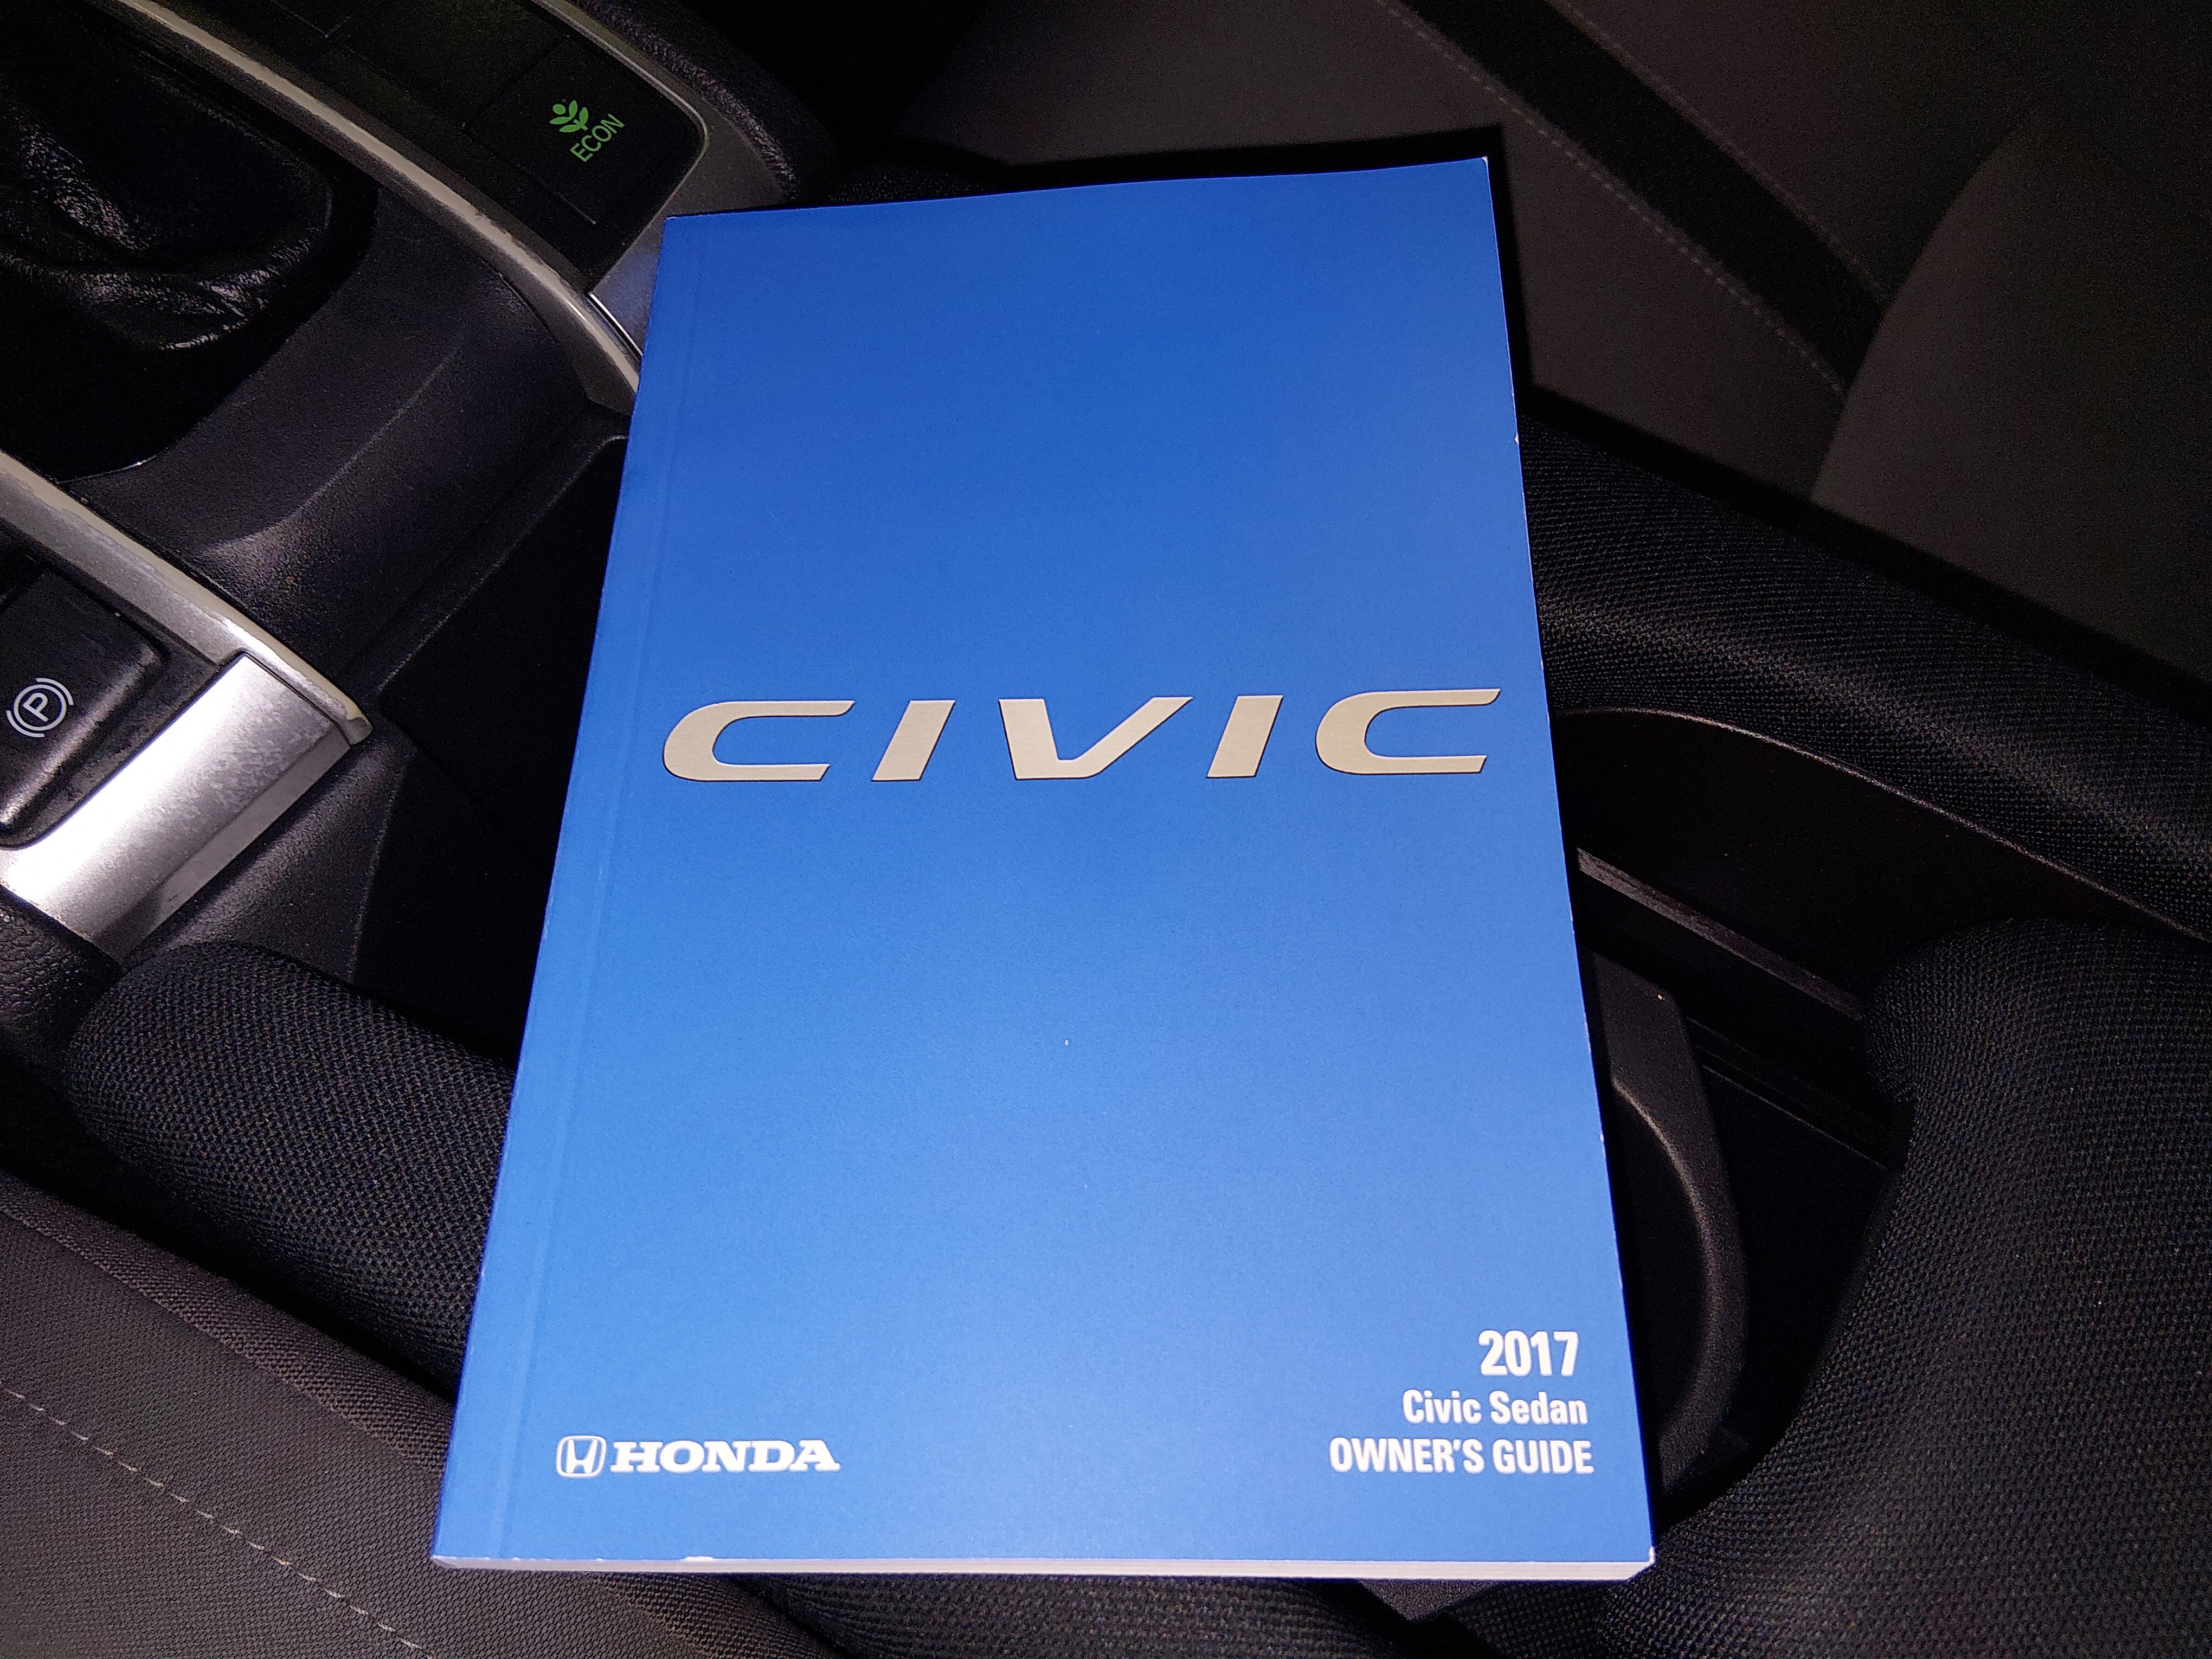 ECON
P
CIVIC
2017
Civic Sedan
OWNER'S GUIDE
HONDA